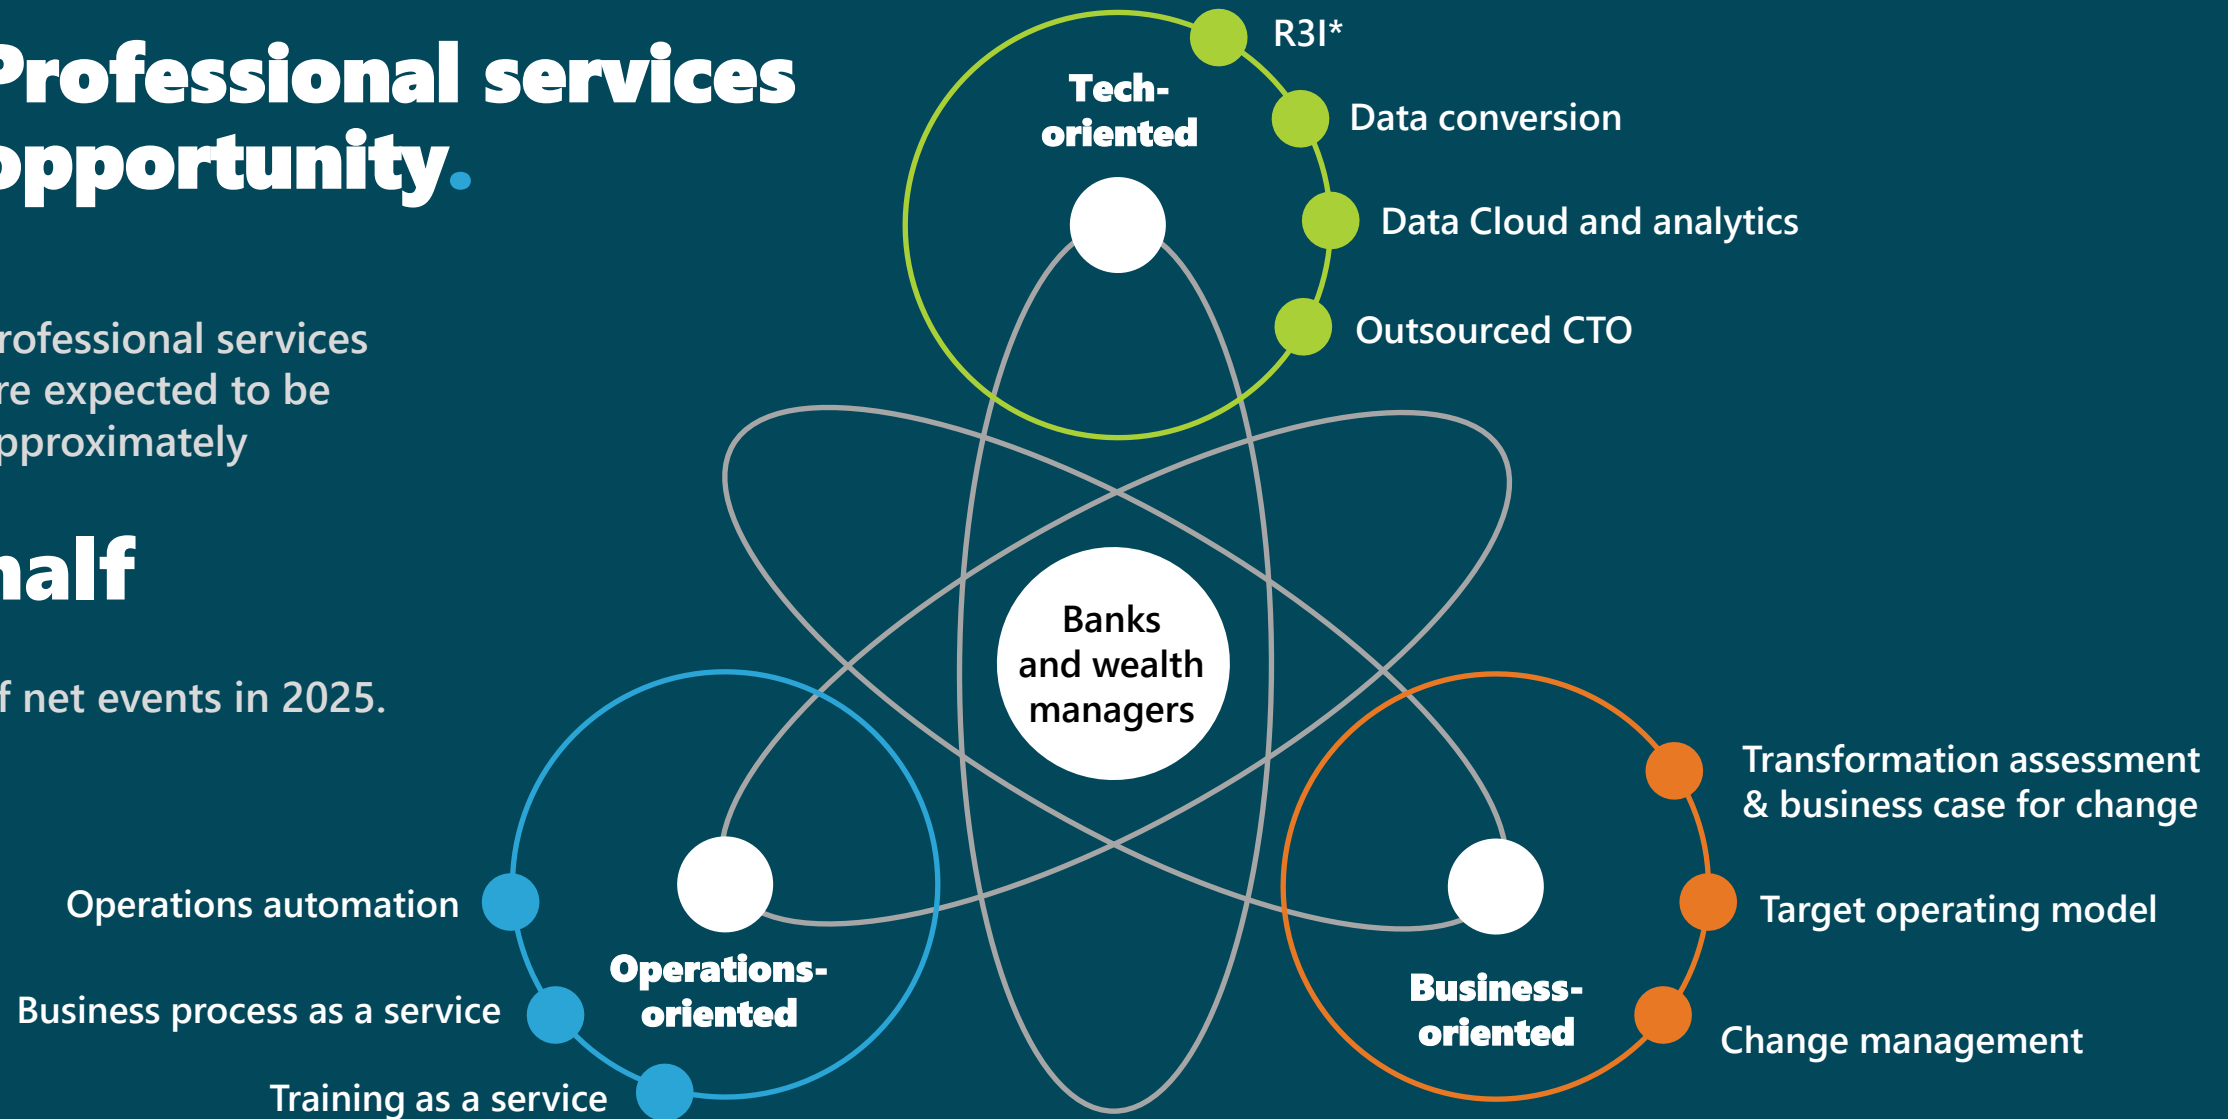 Professional services
opportunity.
rofessional services
re expected to be
pproximately
half
f net events in 2025.
Tech-
oriented
R3I*
Data conversion
Data Cloud and analytics
Outsourced CTO
Banks
and wealth
managers
Operations automation
Business process as a service
Training as a service
Operations-
oriented
Business-
oriented
Transformation assessment
& business case for change
Target operating model
Change management